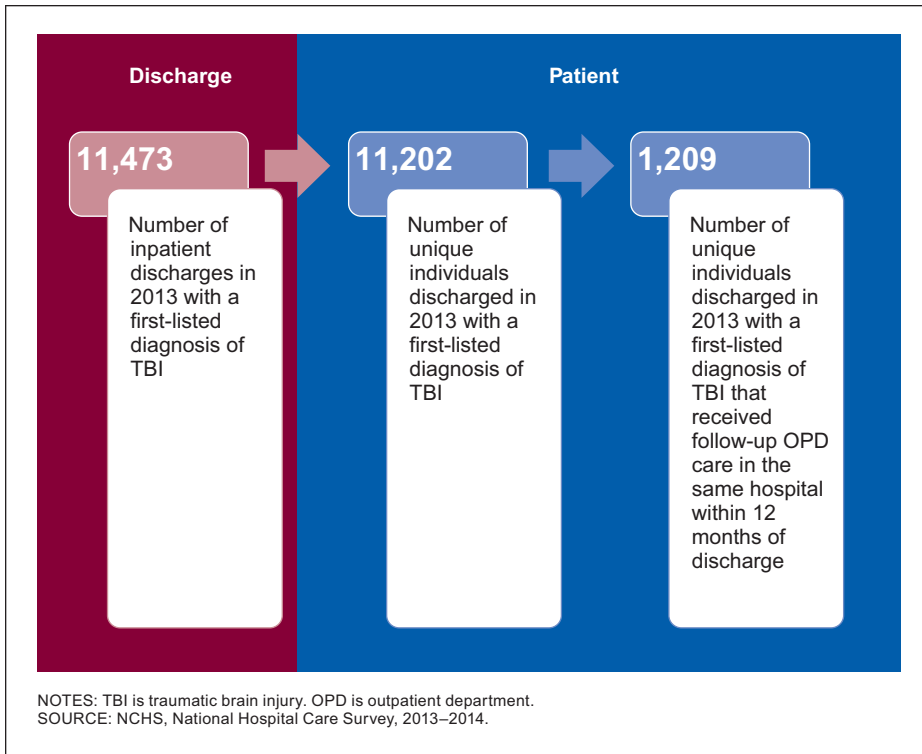 Discharge
Patient
11,473
Number of
inpatient
discharges in
2013 with a
first-listed
diagnosis of
TBI
11,202
Number of
unique
individuals
discharged in
2013 with a
first-listed
diagnosis of
TBI
1,209
Number of
unique
individuals
discharged in
2013 with a
first-listed
diagnosis of
TBI that
received
follow-up OPD
care in the
same hospital
within 12
months of
discharge
NOTES: TBI is traumatic brain injury. OPD is outpatient department.
SOURCE: NCHS, National Hospital Care Survey, 2013–2014.